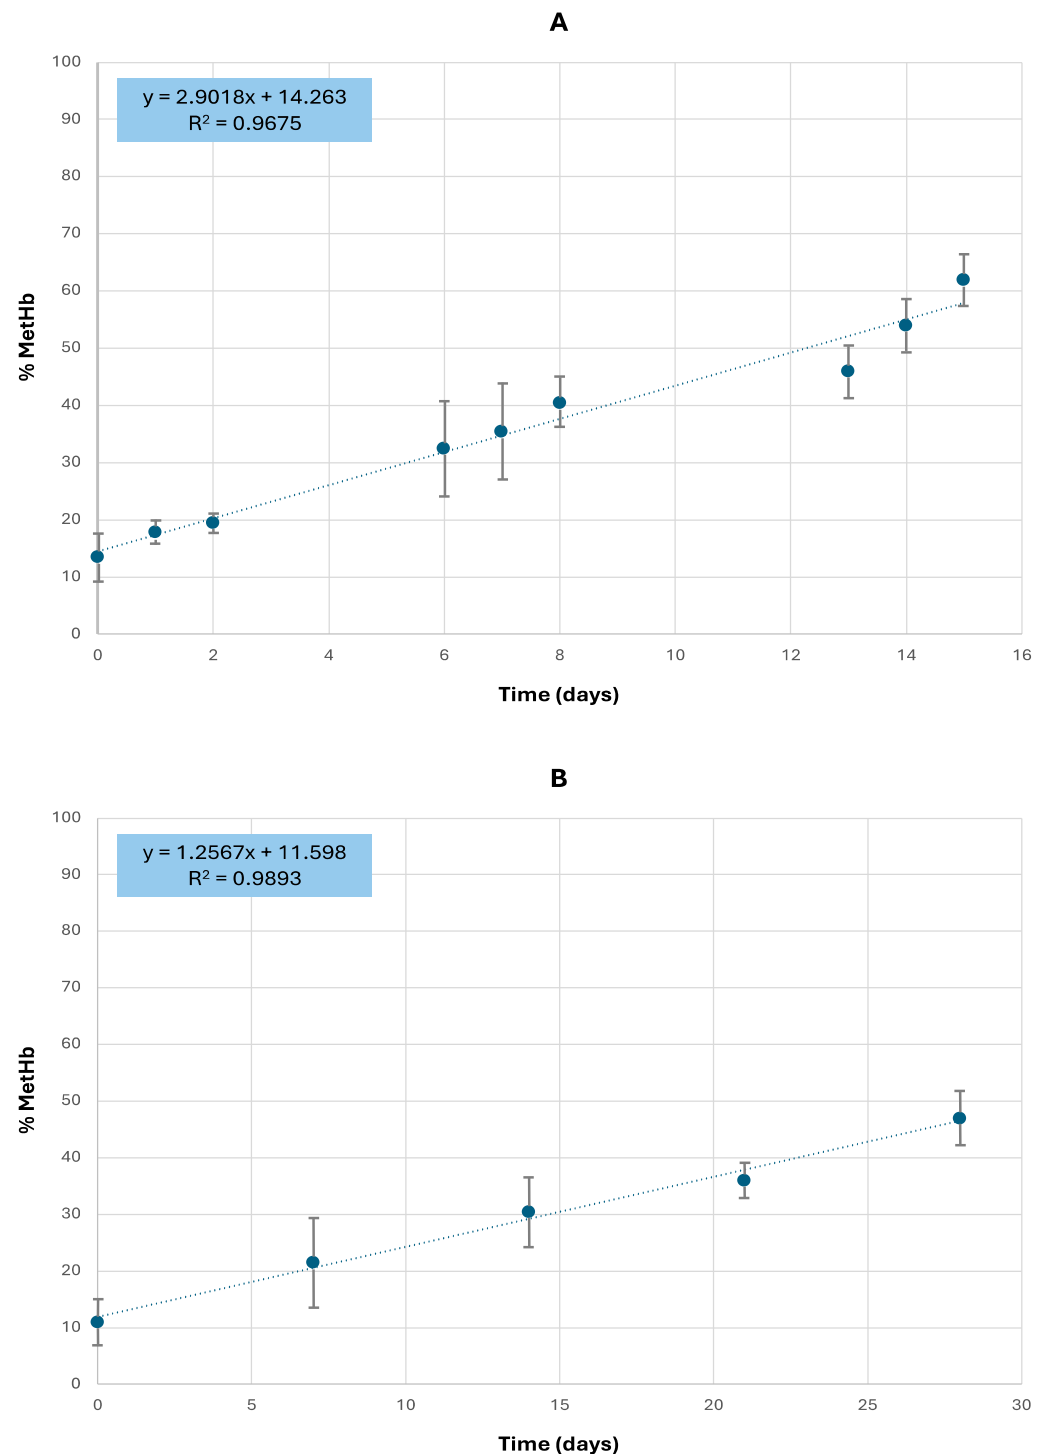 A
100
90
80
70
60
50
40
30
20
10
0
y = 2.9018x + 14.263
R² = 0.9675
% MetHb
0 2 4 6 8 10 12 14 16
Time (days)
B
100
90
80
70
60
50
40
30
20
10
0
y = 1.2567x + 11.598
R² = 0.9893
% MetHb
0 5 10 15 20 25 30
Time (days)